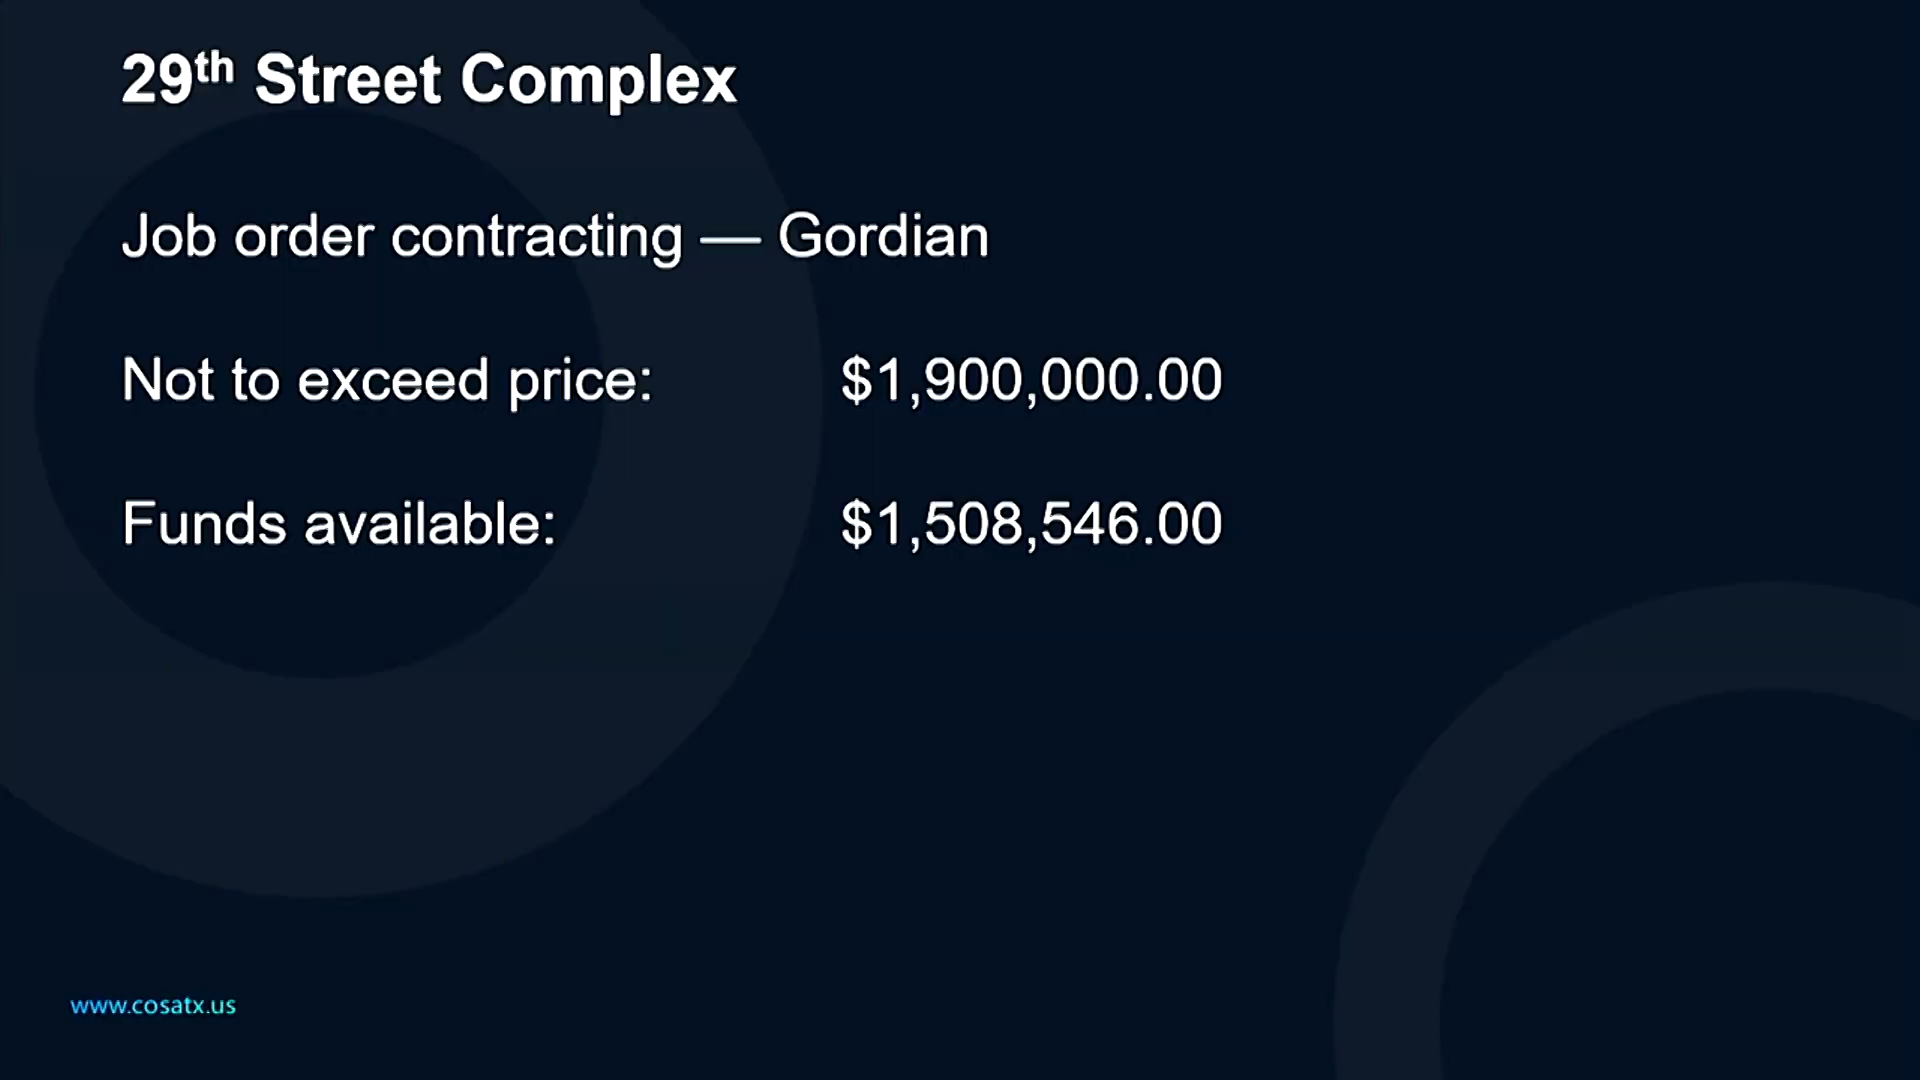 29th Street Complex
Job order contracting — Gordian
Not to exceed price: $1,900,000.00
Funds available: $1,508,546.00
www.cosatx.us